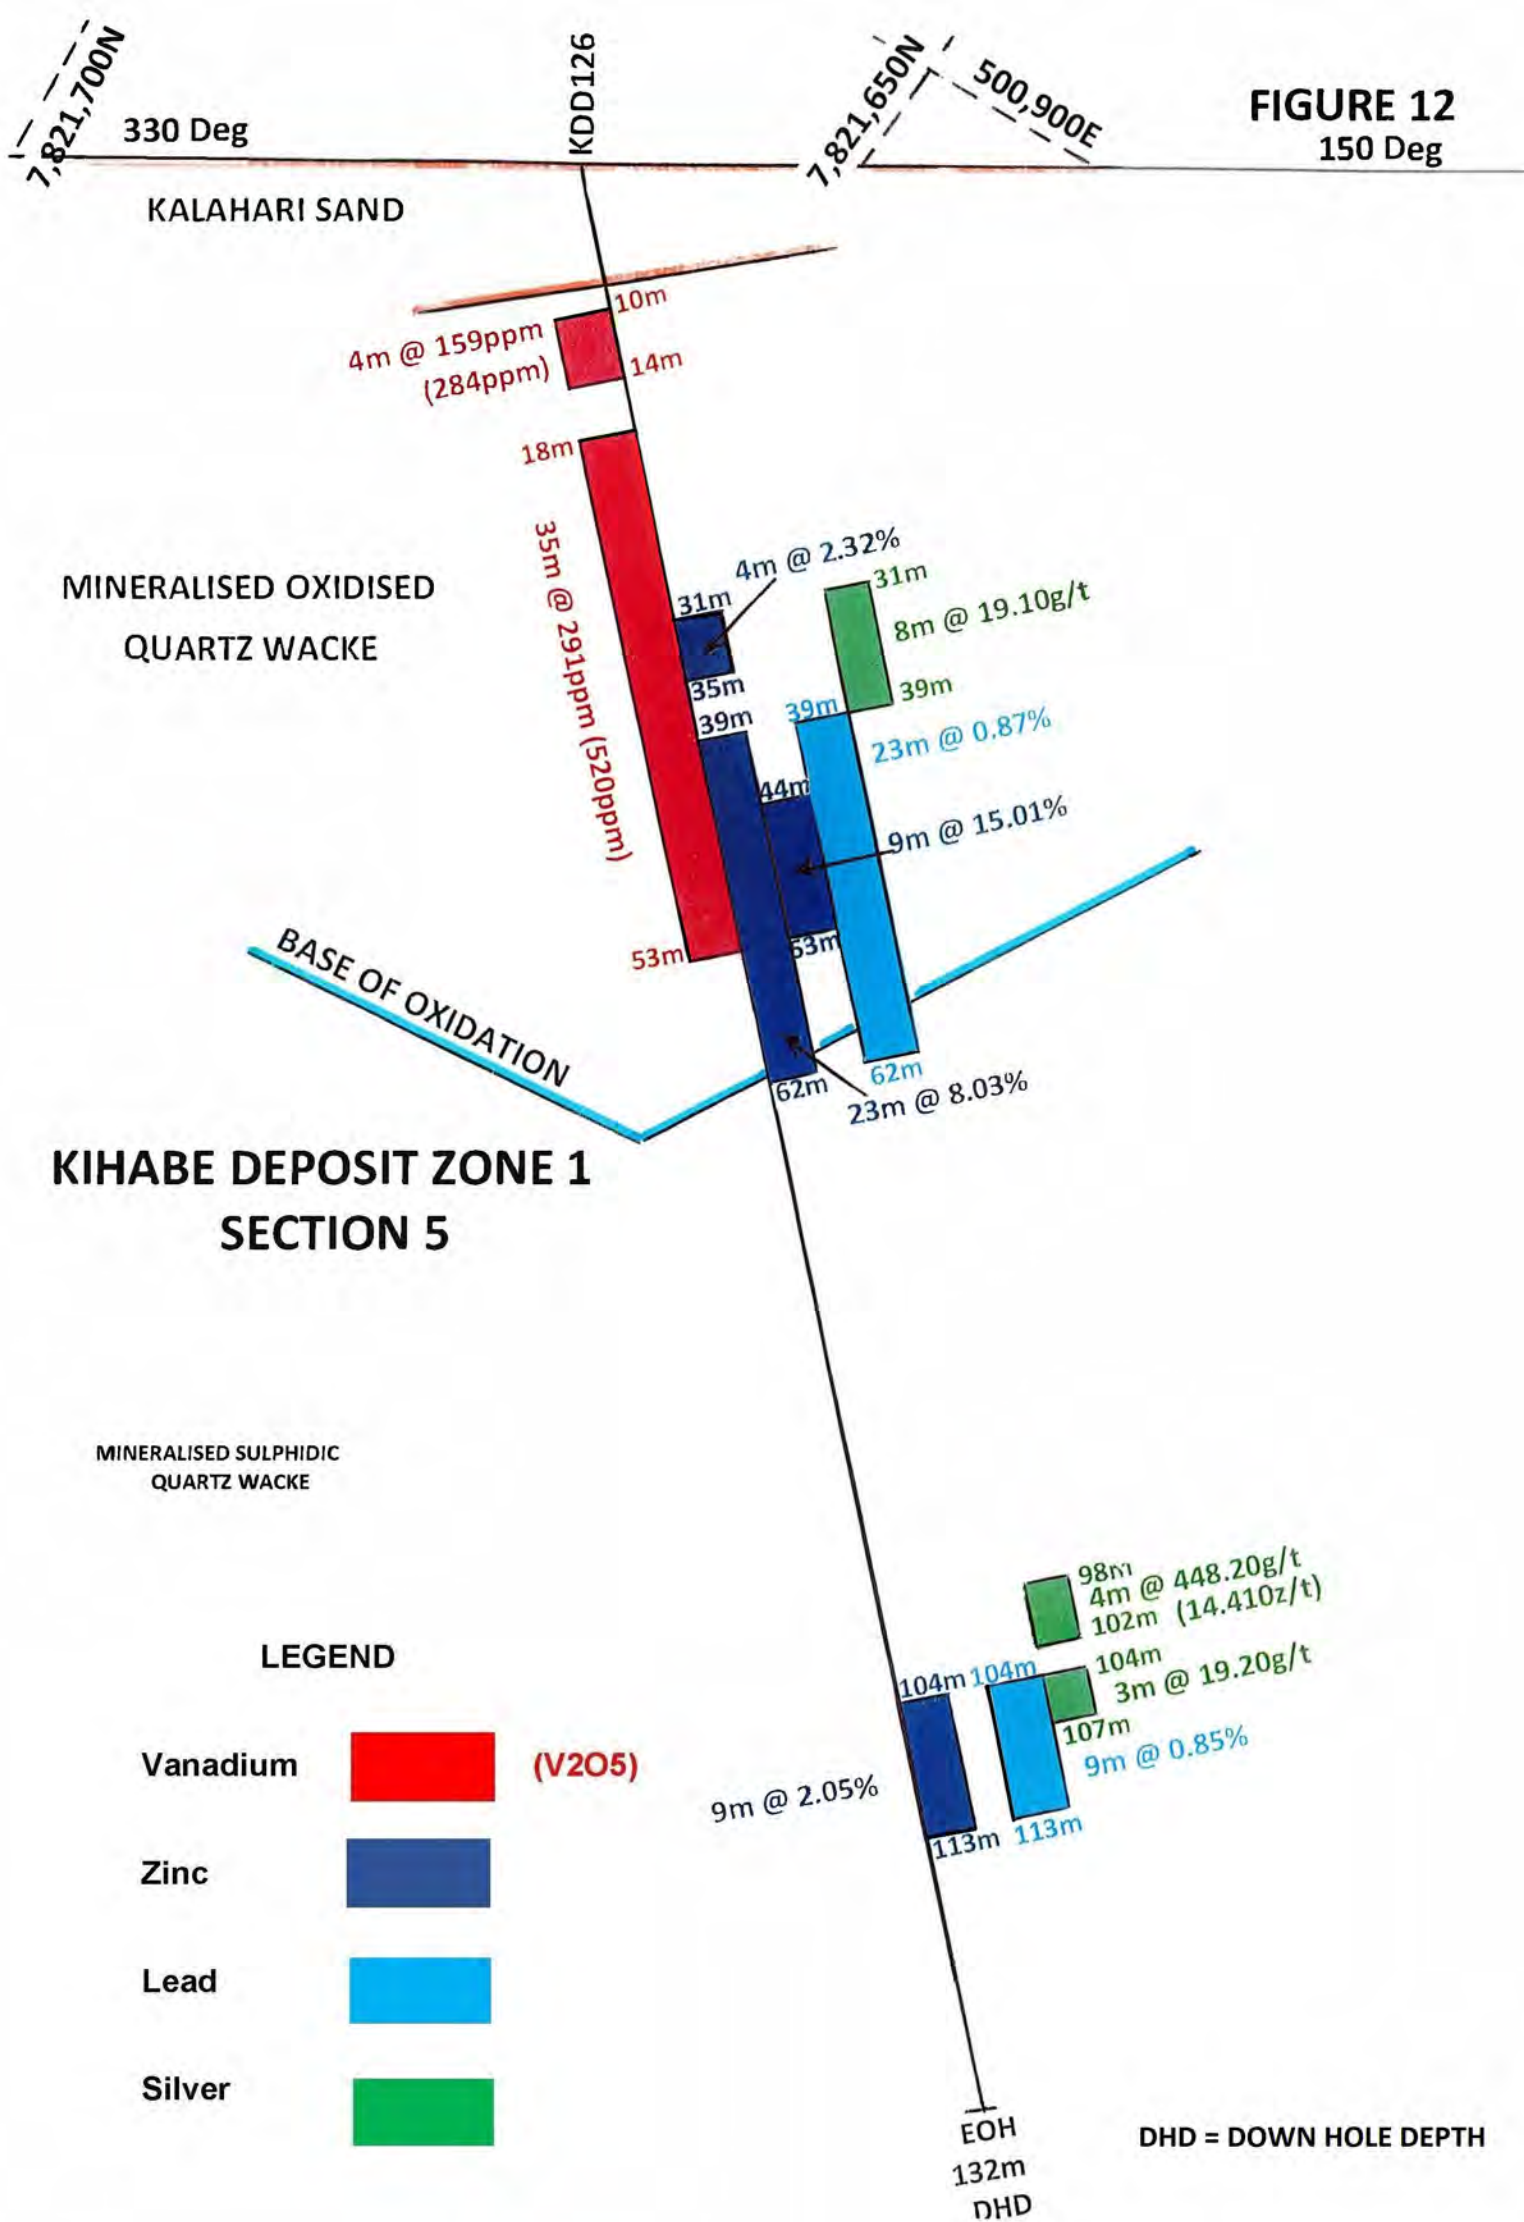 7,821,700N
330 Deg
KDD126
7,821,650N
500,900E
FIGURE 12
150 Deg
KALAHARI SAND
10m
4m @ 159ppm
(284ppm)
14m
18m
35m @ 291ppm (520ppm)
53m
MINERALISED OXIDISED
QUARTZ WACKE
4m @ 2.32%
31m
35m
39m
31m
8m @ 19.10g/t
39m
39m
23m @ 0.87%
44m
9m @ 15.01%
53m
62m
62m
23m @ 8.03%
BASE OF OXIDATION
KIHABE DEPOSIT ZONE 1
SECTION 5
MINERALISED SULPHIDIC
QUARTZ WACKE
98m
4m @ 448.20g/t
102m (14.410z/t)
104m
104m
104m
3m @ 19.20g/t
107m
9m @ 0.85%
9m @ 2.05%
113m
113m
LEGEND
Vanadium (V2O5)
Zinc
Lead
Silver
EOH
132m
DHD
DHD = DOWN HOLE DEPTH